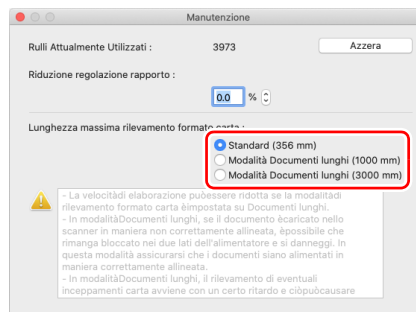 Manutenzione
Rulli Attualmente Utilizzati : 3973 Azzera
Riduzione regolazione rapporto :
0.0 %
Lunghezza massima rilevamento formato carta :
Standard (356 mm)
Modalità Documenti lunghi (1000 mm)
Modalità Documenti lunghi (3000 mm)
- La velocitàdi elaborazione puòessere ridotta se la modalitàdi
rilevamento formato carta èimpostata su Documenti lunghi.
- In modalitàDocumenti lunghi, se il documento ècaricato nello
scanner in maniera non correttamente allineata, èpossibile che
rimanga bloccato nei due lati dell'alimentatore e si danneggi. In
questa modalità assicurarsi che i documenti siano alimentati in
maniera correttamente allineata.
- In modalitàDocumenti lunghi, il rilevamento di eventuali
inceppamenti carta avviene con un certo ritardo e ciòpuòcausare